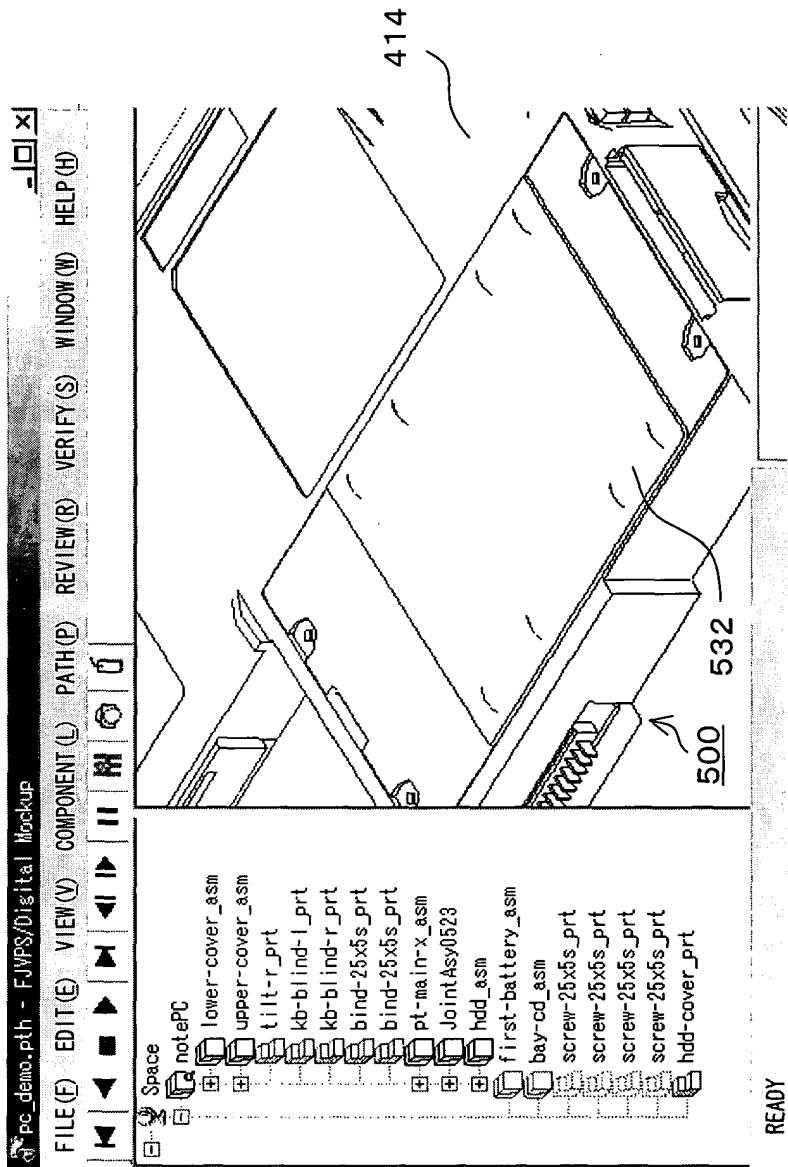 pc_demo.pth - FJVPS/Digital Mockup
FILE(F) EDIT(E) VIEW(V) COMPONENT(L) PATH(P) REVIEW(R) VERIFY(S) WINDOW(W) HELP(H)
Space
notePC
lower-cover_asm
upper-cover_asm
tilt-r_prt
kb-blind-l_prt
kb-blind-r_prt
bind-25x5s_prt
bind-25x5s_prt
pt-main-x_asm
JointAsy0523
hdd_asm
first-battery_asm
bay-cd_asm
screw-25x5s_prt
screw-25x5s_prt
screw-25x5s_prt
screw-25x5s_prt
hdd-cover_prt
414
500
532
READY